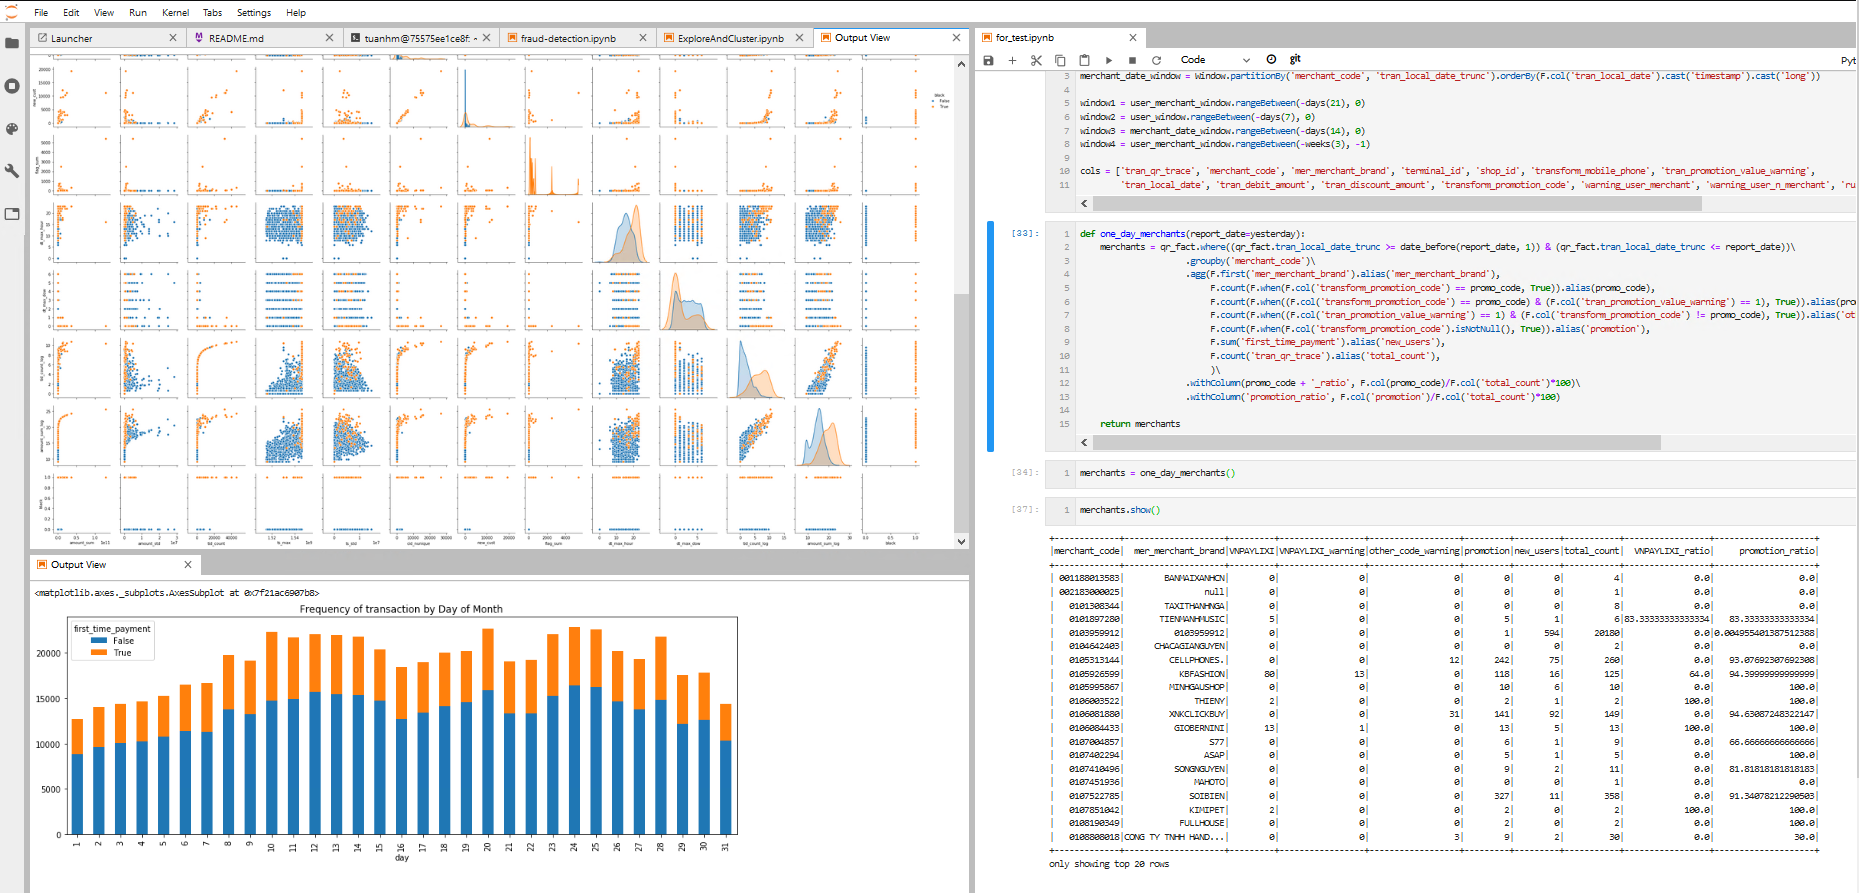 File Edit View Run Kernel Tabs Settings Help
Launcher
README.md
tuanhm@75575ee1ce8f: ~
fraud-detection.ipynb
ExploreAndCluster.ipynb
Output View
black
False
True
amount_sum
amount_std
tid_count
ts_max
ts_std
cid_nunique
new_cust
flag_sum
dt_max_hour
dt_max_dow
tid_count_log
amount_sum_log
black
Output View
<matplotlib.axes._subplots.AxesSubplot at 0x7f21ac6907b8>
Frequency of transaction by Day of Month
first_time_payment
False
True
20000
15000
10000
5000
0
1 2 3 4 5 6 7 8 9 10 11 12 13 14 15 16 17 18 19 20 21 22 23 24 25 26 27 28 29 30 31
day
for_test.ipynb
Code
git
Pyt
3 merchant_date_window = Window.partitionBy('merchant_code', 'tran_local_date_trunc').orderBy(F.col('tran_local_date').cast('timestamp').cast('long'))
4
5 window1 = user_merchant_window.rangeBetween(-days(21), 0)
6 window2 = user_window.rangeBetween(-days(7), 0)
7 window3 = merchant_date_window.rangeBetween(-days(14), 0)
8 window4 = user_merchant_window.rangeBetween(-weeks(3), -1)
9
10 cols = ['tran_qr_trace', 'merchant_code', 'mer_merchant_brand', 'terminal_id', 'shop_id', 'transform_mobile_phone', 'tran_promotion_value_warning',
11 'tran_local_date', 'tran_debit_amount', 'tran_discount_amount', 'transform_promotion_code', 'warning_user_merchant', 'warning_user_n_merchant', 'ru
[33]:
1 def one_day_merchants(report_date=yesterday):
2 merchants = qr_fact.where((qr_fact.tran_local_date_trunc >= date_before(report_date, 1)) & (qr_fact.tran_local_date_trunc <= report_date))\
3 .groupby('merchant_code')\
4 .agg(F.first('mer_merchant_brand').alias('mer_merchant_brand'),
5 F.count(F.when(F.col('transform_promotion_code') == promo_code, True)).alias(promo_code),
6 F.count(F.when((F.col('transform_promotion_code') == promo_code) & (F.col('tran_promotion_value_warning') == 1), True)).alias(pro
7 F.count(F.when((F.col('tran_promotion_value_warning') == 1) & (F.col('transform_promotion_code') != promo_code), True)).alias('ot
8 F.count(F.when(F.col('transform_promotion_code').isNotNull(), True)).alias('promotion'),
9 F.sum('first_time_payment').alias('new_users'),
10 F.count('tran_qr_trace').alias('total_count'),
11 )\
12 .withColumn(promo_code + '_ratio', F.col(promo_code)/F.col('total_count')*100)\
13 .withColumn('promotion_ratio', F.col('promotion')/F.col('total_count')*100)
14
15 return merchants
[34]: 1 merchants = one_day_merchants()
[37]: 1 merchants.show()
|merchant_code| mer_merchant_brand|VNPAYLIXI|VNPAYLIXI_warning|other_code_warning|promotion|new_users|total_count| VNPAYLIXI_ratio| promotion_ratio|
| 001188013583| BANMAIXANHCN| 0| 0| 0| 0| 0| 4| 0.0| 0.0|
| 002183000025| null| 0| 0| 0| 0| 0| 1| 0.0| 0.0|
| 0101308344| TAXITHANHNGA| 0| 0| 0| 0| 0| 8| 0.0| 0.0|
| 0101897280| TIENMANHMUSIC| 5| 0| 0| 5| 1| 6|83.33333333333334| 83.33333333333334|
| 0103959912| 0103959912| 0| 0| 0| 1| 594| 20180| 0.0|0.004955401387512388|
| 0104642403| CHACAGIANGUYEN| 0| 0| 0| 0| 0| 2| 0.0| 0.0|
| 0105313144| CELLPHONES.| 0| 0| 12| 242| 75| 260| 0.0| 93.07692307692308|
| 0105926599| KBFASHION| 80| 13| 0| 118| 16| 125| 64.0| 94.39999999999999|
| 0105995867| MINHGAUSHOP| 0| 0| 0| 10| 6| 10| 0.0| 100.0|
| 0106003522| THIENY| 2| 0| 0| 2| 1| 2| 100.0| 100.0|
| 0106081880| XNKCLICKBUY| 0| 0| 31| 141| 92| 149| 0.0| 94.63087248322147|
| 0106084433| GIOBERNINI| 13| 1| 0| 13| 5| 13| 100.0| 100.0|
| 0107004857| S77| 0| 0| 0| 6| 1| 9| 0.0| 66.66666666666666|
| 0107402294| ASAP| 0| 0| 0| 5| 1| 5| 0.0| 100.0|
| 0107410496| SONGNGUYEN| 0| 0| 0| 9| 2| 11| 0.0| 81.81818181818183|
| 0107451936| MAHOTO| 0| 0| 0| 0| 0| 1| 0.0| 0.0|
| 0107522785| SOIBIEN| 0| 0| 0| 327| 11| 358| 0.0| 91.34078212290503|
| 0107851042| KIMIPET| 2| 0| 0| 2| 0| 2| 100.0| 100.0|
| 0108190349| FULLHOUSE| 0| 0| 0| 2| 0| 2| 0.0| 100.0|
| 0108808018|CONG TY TNHH HAND...| 0| 0| 3| 9| 2| 30| 0.0| 30.0|
only showing top 20 rows